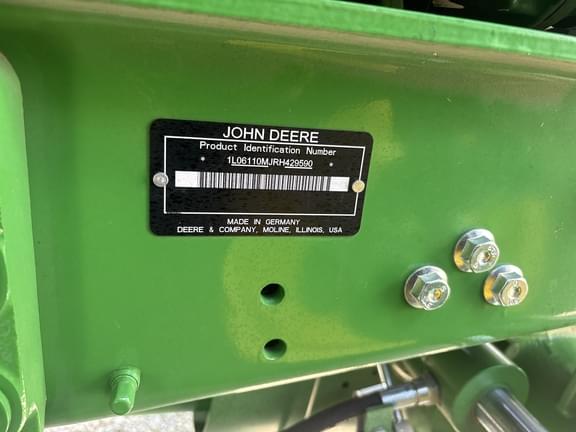 JOHN DEERE
Product Identification Number
* 1L06110MJRH429590 *
MADE IN GERMANY
DEERE & COMPANY, MOLINE, ILLINOIS, USA